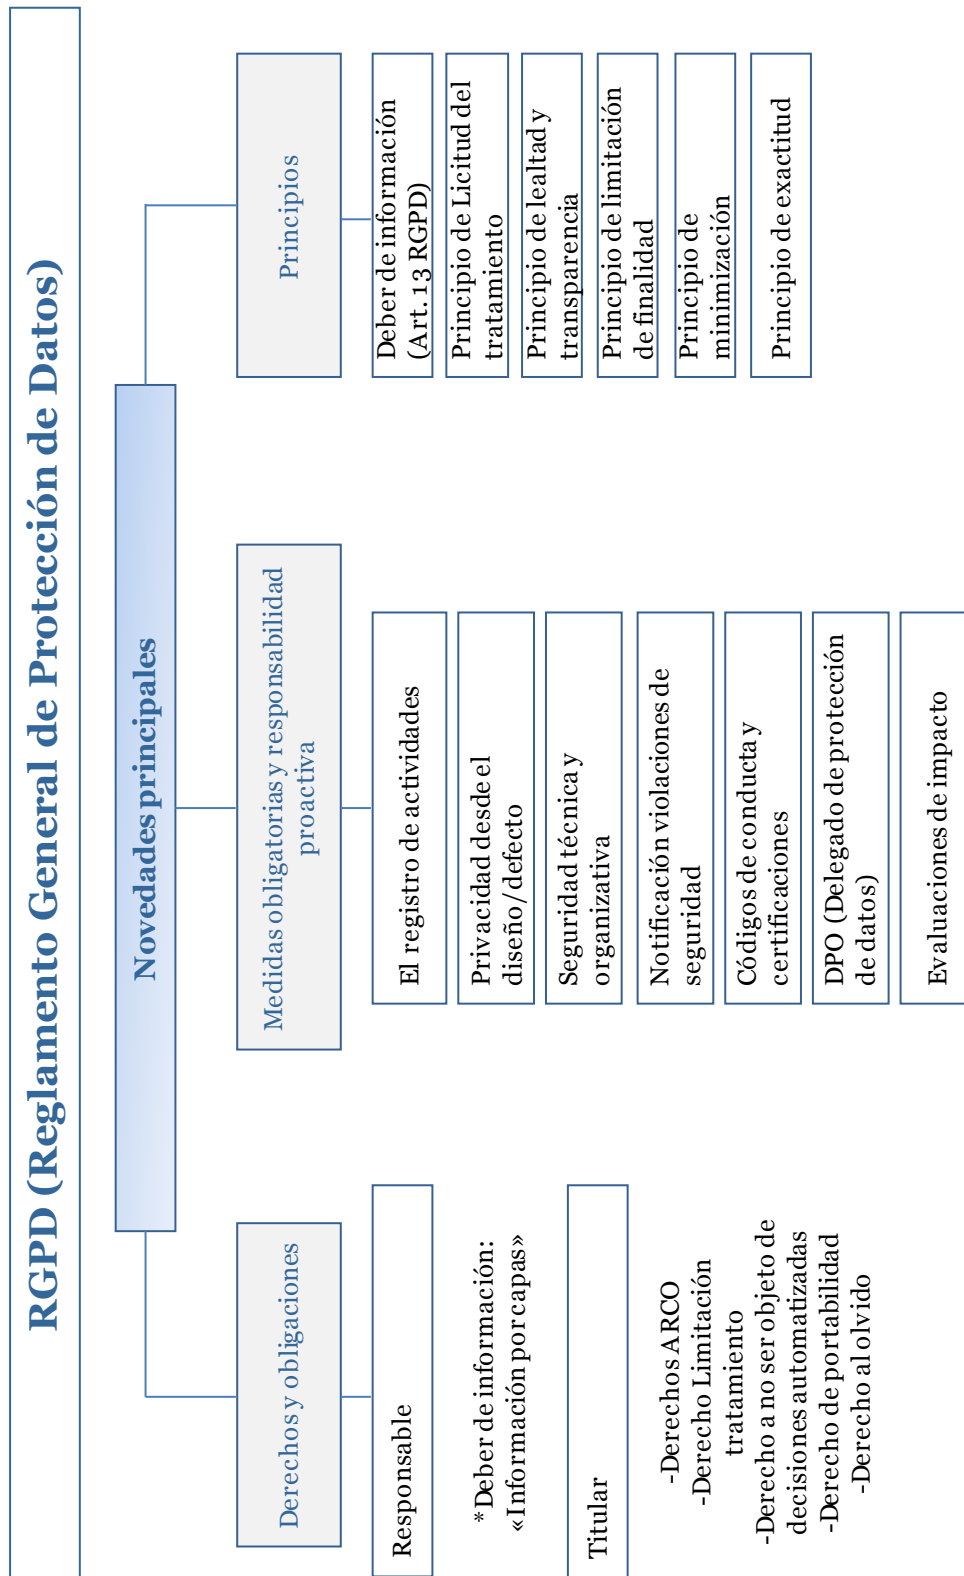 RGPD (Reglamento General de Protección de Datos)
Novedades principales
Derechos y obligaciones
Responsable
*Deber de información:
«Información por capas»
Titular
-Derechos ARCO
-Derecho Limitación
tratamiento
-Derecho a no ser objeto de
decisiones automatizadas
-Derecho de portabilidad
-Derecho al olvido
Medidas obligatorias y responsabilidad
proactiva
El registro de actividades
Privacidad desde el
diseño/defecto
Seguridad técnica y
organizativa
Notificación violaciones de
seguridad
Códigos de conducta y
certificaciones
DPO (Delegado de protección
de datos)
Evaluaciones de impacto
Principios
Deber de información
(Art. 13 RGPD)
Principio de Licitud del
tratamiento
Principio de lealtad y
transparencia
Principio de limitación
de finalidad
Principio de
minimización
Principio de exactitud